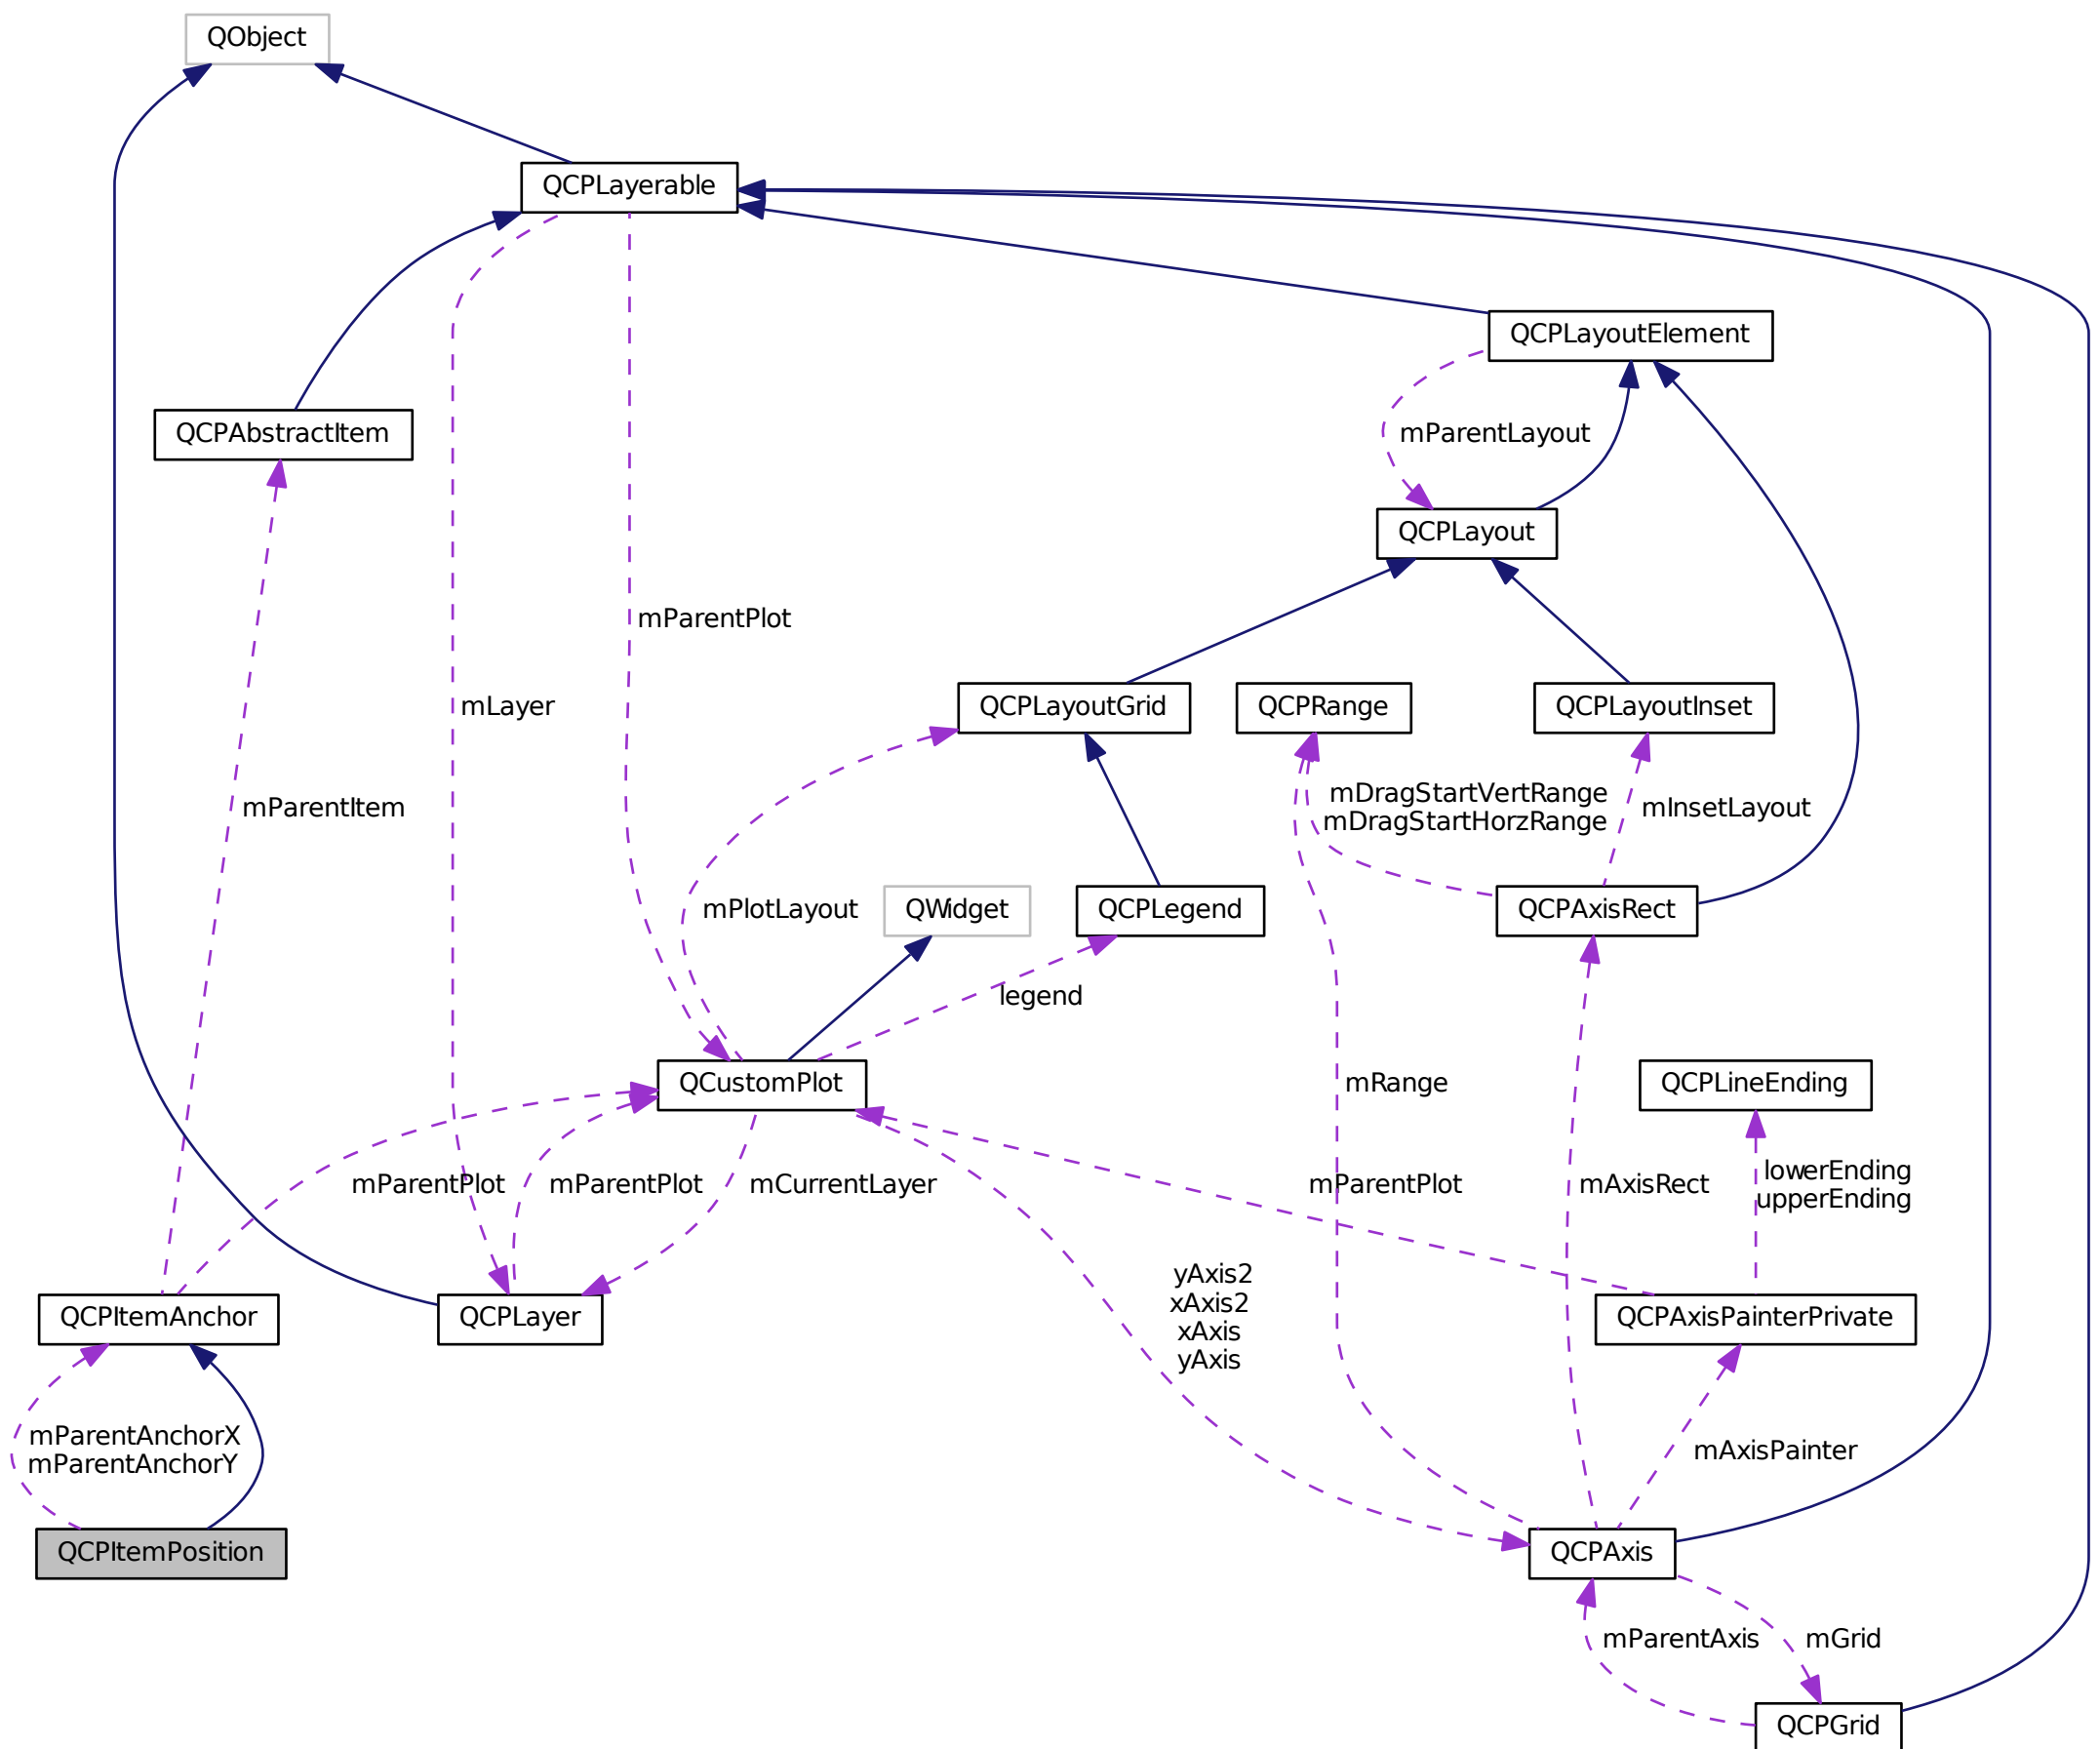 QObject
QCPLayerable
QCPLayoutElement
QCPAbstractItem
mParentLayout
QCPLayout
mParentPlot
mLayer
QCPLayoutGrid
QCPRange
QCPLayoutInset
mParentItem
mDragStartVertRange
mDragStartHorzRange
mInsetLayout
mPlotLayout
QWidget
QCPLegend
QCPAxisRect
legend
QCustomPlot
mRange
QCPLineEnding
mParentPlot
mParentPlot
mCurrentLayer
mParentPlot
mAxisRect
lowerEnding
upperEnding
yAxis2
xAxis2
xAxis
yAxis
QCPItemAnchor
QCPLayer
QCPAxisPainterPrivate
mParentAnchorX
mParentAnchorY
mAxisPainter
QCPItemPosition
QCPAxis
mParentAxis
mGrid
QCPGrid